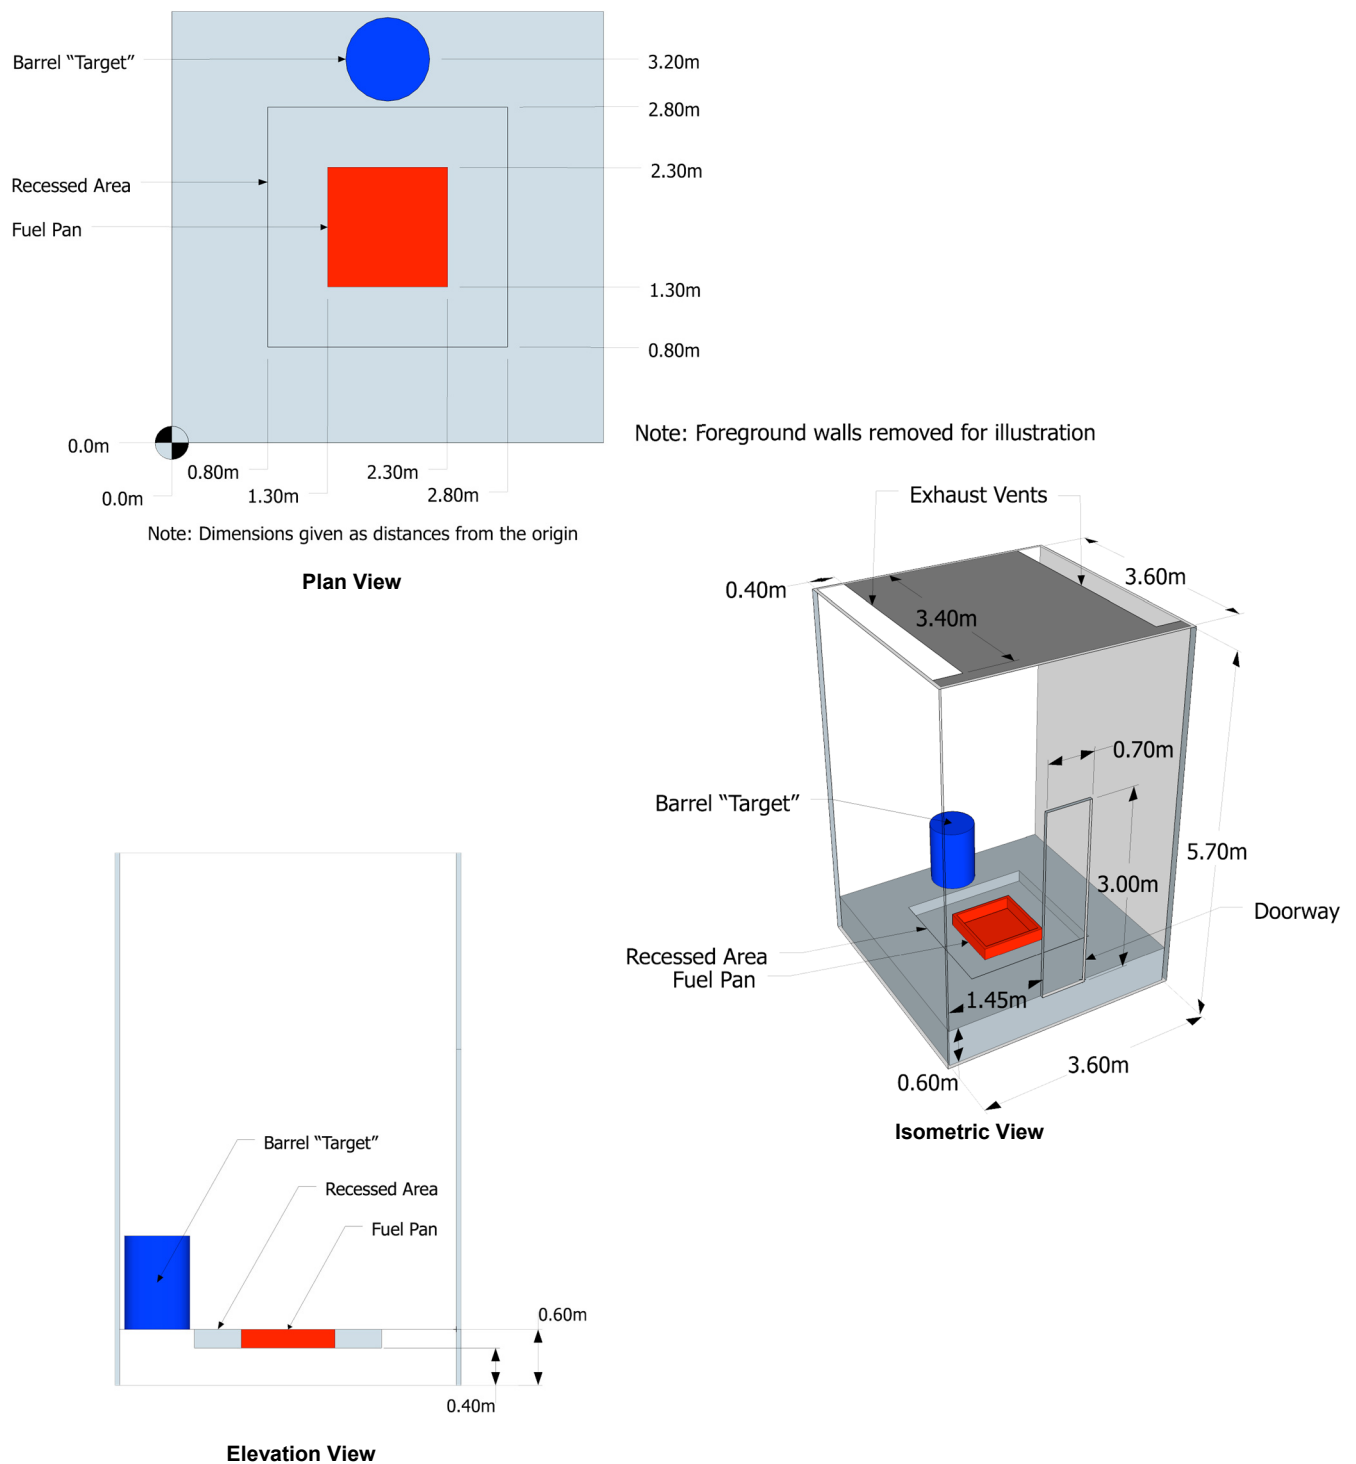 Barrel “Target”
3.20m
2.80m
2.30m
Recessed Area
Fuel Pan
1.30m
0.80m
0.0m
0.80m
2.30m
0.0m
1.30m
2.80m
Note: Dimensions given as distances from the origin
Plan View
Note: Foreground walls removed for illustration
Exhaust Vents
0.40m
3.60m
3.40m
0.70m
Barrel “Target”
5.70m
3.00m
Doorway
Recessed Area
Fuel Pan
1.45m
3.60m
0.60m
Isometric View
Barrel “Target”
Recessed Area
Fuel Pan
0.60m
0.40m
Elevation View